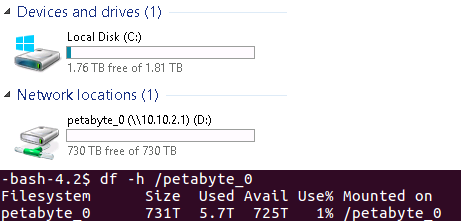 Devices and drives (1)
Local Disk (C:)
1.76 TB free of 1.81 TB
Network locations (1)
petabyte_0 (\\10.10.2.1) (D:)
730 TB free of 730 TB
-bash-4.2$ df -h /petabyte_0
Filesystem Size Used Avail Use% Mounted on
petabyte_0 731T 5.7T 725T 1% /petabyte_0